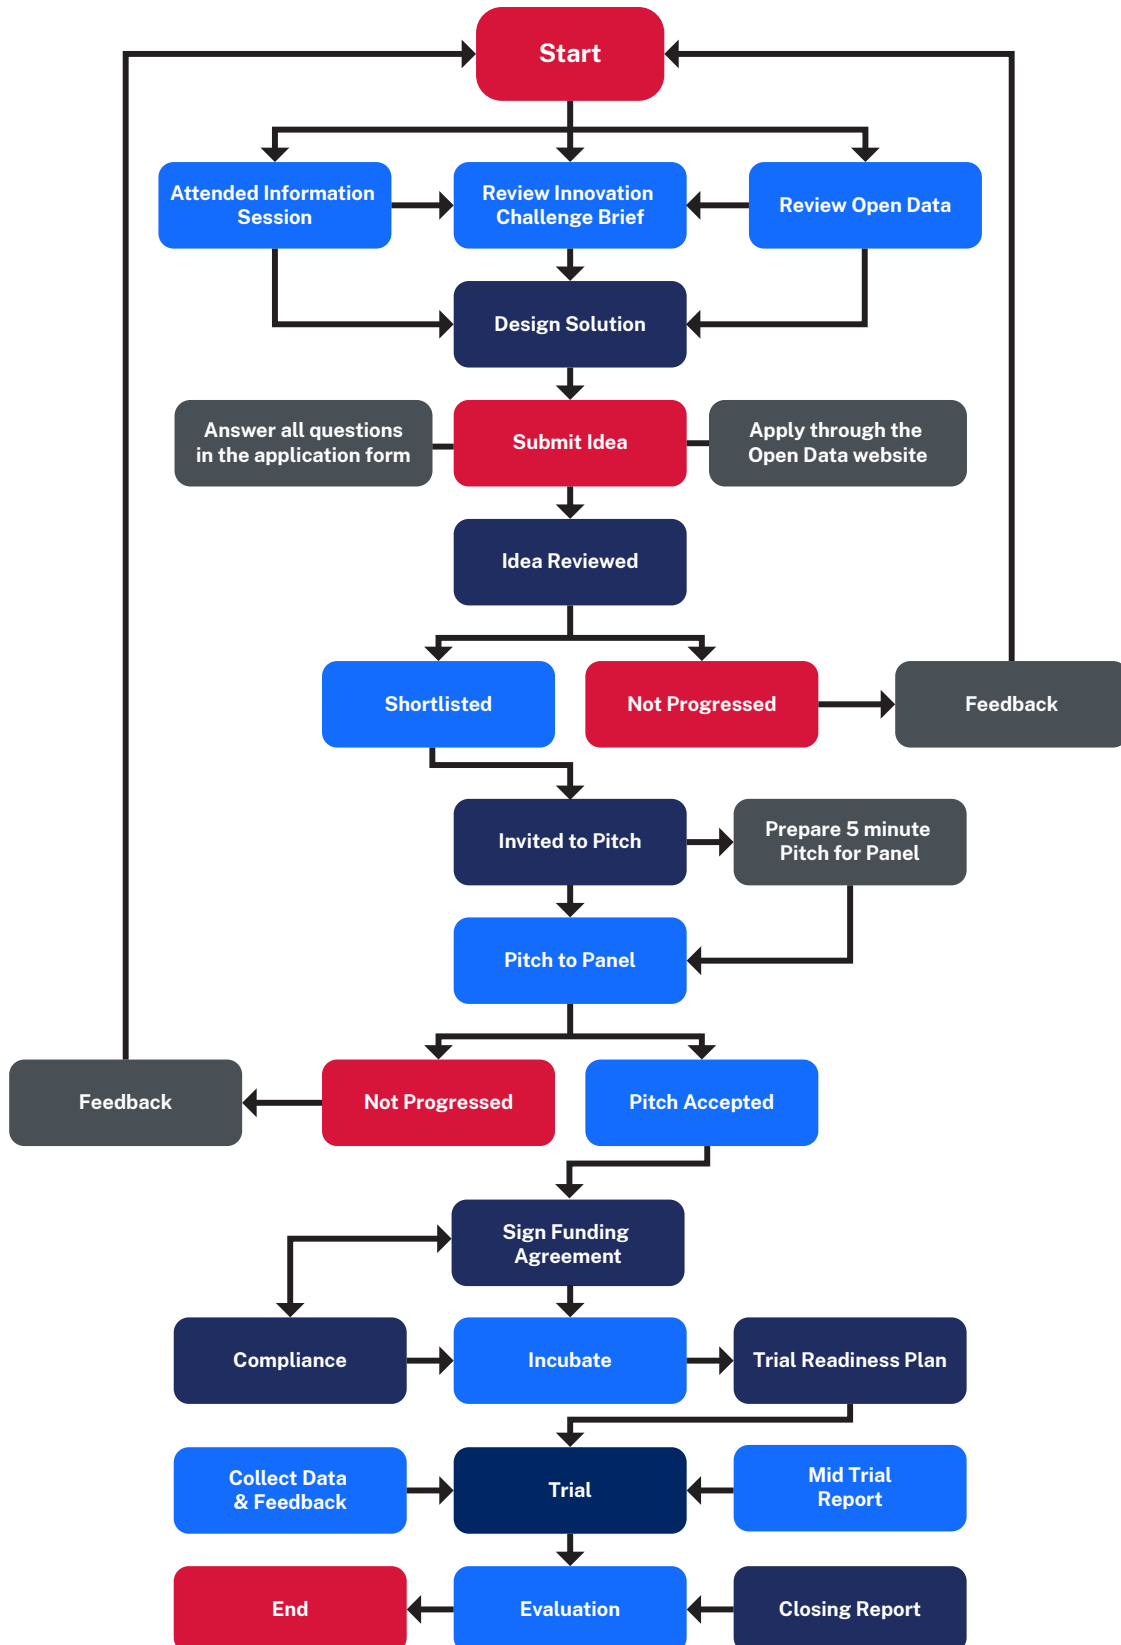 Start
Attended Information
Session
Review Innovation
Challenge Brief
Review Open Data
Design Solution
Answer all questions
in the application form
Submit Idea
Apply through the
Open Data website
Idea Reviewed
Shortlisted
Not Progressed
Feedback
Invited to Pitch
Prepare 5 minute
Pitch for Panel
Pitch to Panel
Feedback
Not Progressed
Pitch Accepted
Sign Funding
Agreement
Compliance
Incubate
Trial Readiness Plan
Collect Data
& Feedback
Trial
Mid Trial
Report
End
Evaluation
Closing Report